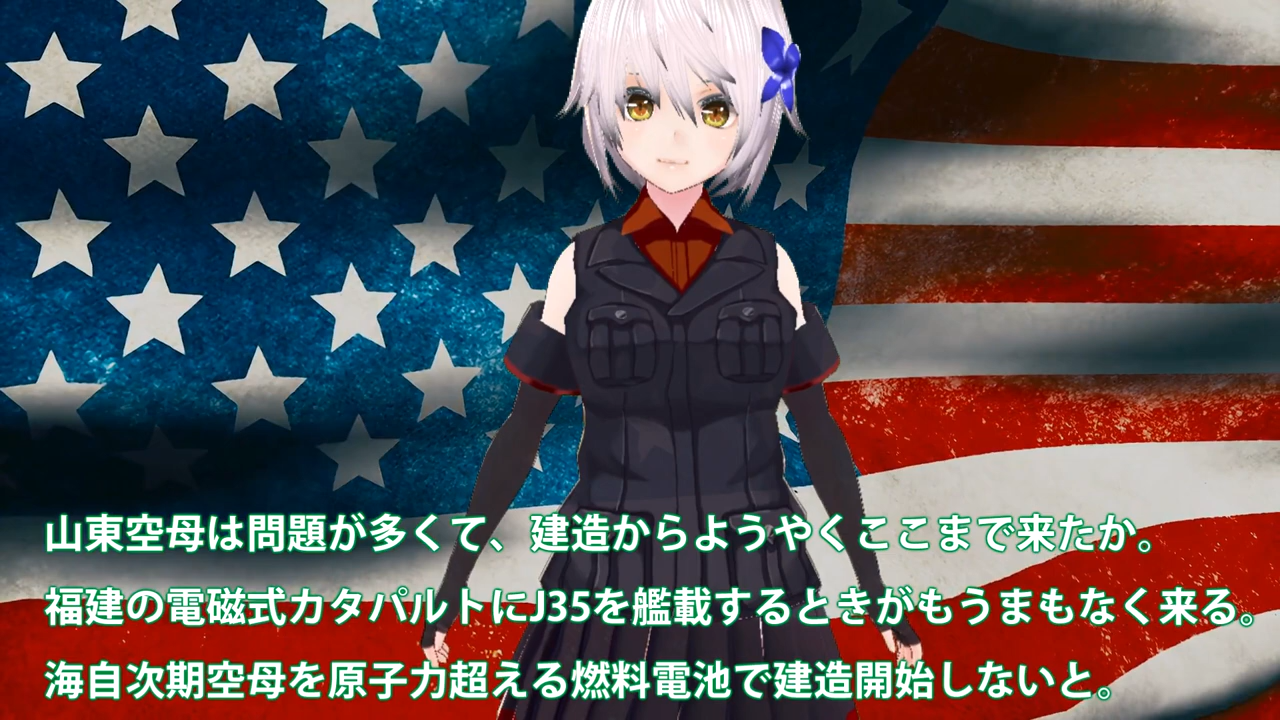 山東空母は問題が多くて、建造からようやくここまで来たか。
福建の電磁式カタパルトにJ35を艦載するときがもうまもなく来る。
海自次期空母を原子力超える燃料電池で建造開始しないと。